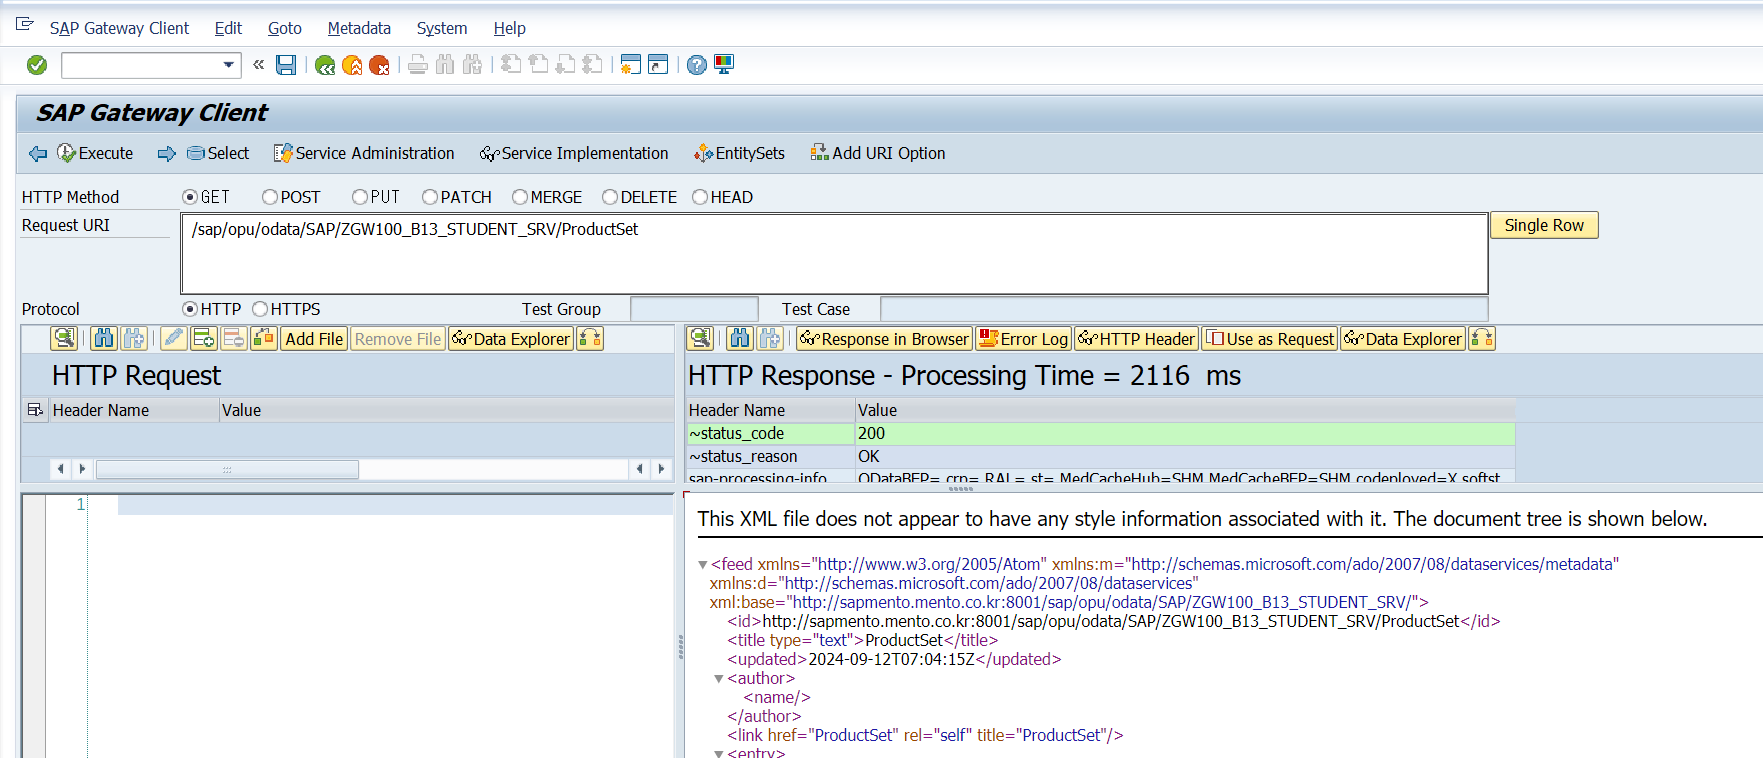 SAP Gateway Client Edit Goto Metadata System Help
SAP Gateway Client
Execute Select Service Administration Service Implementation EntitySets Add URI Option
HTTP Method GET POST PUT PATCH MERGE DELETE HEAD
Request URI /sap/opu/odata/SAP/ZGW100_B13_STUDENT_SRV/ProductSet Single Row
Protocol HTTP HTTPS Test Group Test Case
Add File Remove File Data Explorer Response in Browser Error Log HTTP Header Use as Request Data Explorer
HTTP Request
Header Name Value
1
HTTP Response - Processing Time = 2116 ms
Header Name Value
~status_code 200
~status_reason OK
sap-processing-info ODataBEP=,crp=,RAL=,st=,MedCacheHub=SHM,MedCacheBEP=SHM,codeployed=X,softst
This XML file does not appear to have any style information associated with it. The document tree is shown below.
<feed xmlns="http://www.w3.org/2005/Atom" xmlns:m="http://schemas.microsoft.com/ado/2007/08/dataservices/metadata"
xmlns:d="http://schemas.microsoft.com/ado/2007/08/dataservices"
xml:base="http://sapmento.mento.co.kr:8001/sap/opu/odata/SAP/ZGW100_B13_STUDENT_SRV/">
<id>http://sapmento.mento.co.kr:8001/sap/opu/odata/SAP/ZGW100_B13_STUDENT_SRV/ProductSet</id>
<title type="text">ProductSet</title>
<updated>2024-09-12T07:04:15Z</updated>
<author>
<name/>
</author>
<link href="ProductSet" rel="self" title="ProductSet"/>
<entry>